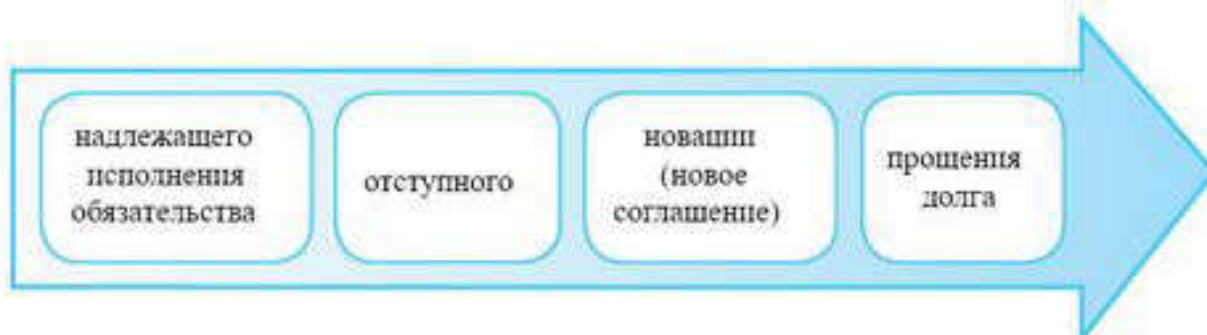 надлежащего
исполнения
обязательства
отступного
новации
(новое
соглашение)
прощения
долга